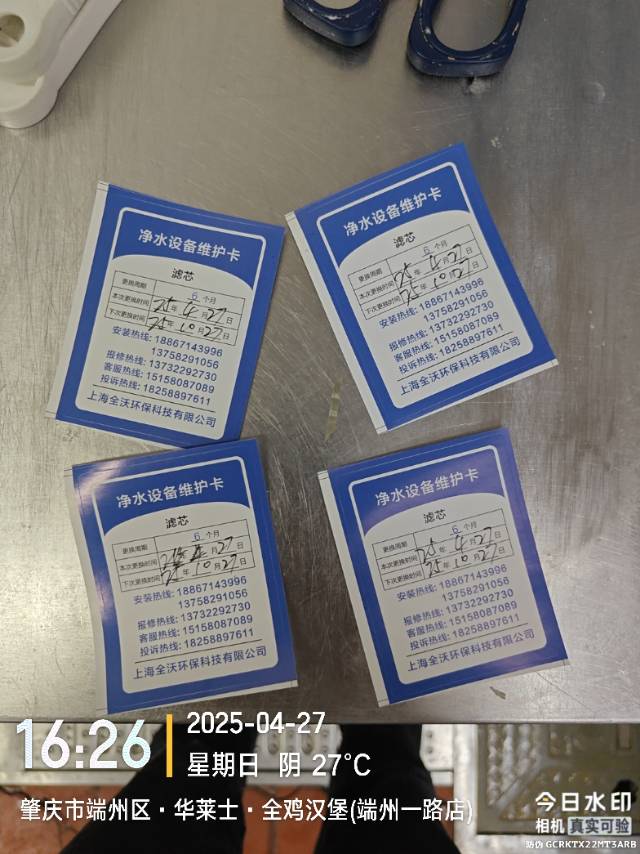 净水设备维护卡
滤芯
更换周期 6 个月
本次更换时间 25 年 4 月 27 日
下次更换时间 25 年 10 月 27 日
安装热线: 18867143996
13758291056
报修热线: 13732292730
客服热线: 15158087089
投诉热线: 18258897611
上海全沃环保科技有限公司
净水设备维护卡
滤芯
更换周期 6 个月
本次更换时间 25 年 4 月 27 日
下次更换时间 25 年 10 月 27 日
安装热线: 18867143996
13758291056
报修热线: 13732292730
客服热线: 15158087089
投诉热线: 18258897611
上海全沃环保科技有限公司
净水设备维护卡
滤芯
更换周期 6 个月
本次更换时间 年 月 27 日
下次更换时间 25 年 10 月 27 日
安装热线: 18867143996
13758291056
报修热线: 13732292730
客服热线: 15158087089
投诉热线: 18258897611
上海全沃环保科技有限公司
净水设备维护卡
滤芯
更换周期 6 个月
本次更换时间 25 年 4 月 27 日
下次更换时间 25 年 10 月 27 日
安装热线: 18867143996
13758291056
报修热线: 13732292730
客服热线: 15158087089
投诉热线: 18258897611
上海全沃环保科技有限公司
16:26
2025-04-27
星期日 阴 27°C
肇庆市端州区·华莱士·全鸡汉堡(端州一路店)
今日水印
相机 真实可验
防伪 GCRKTX22MT3ARB